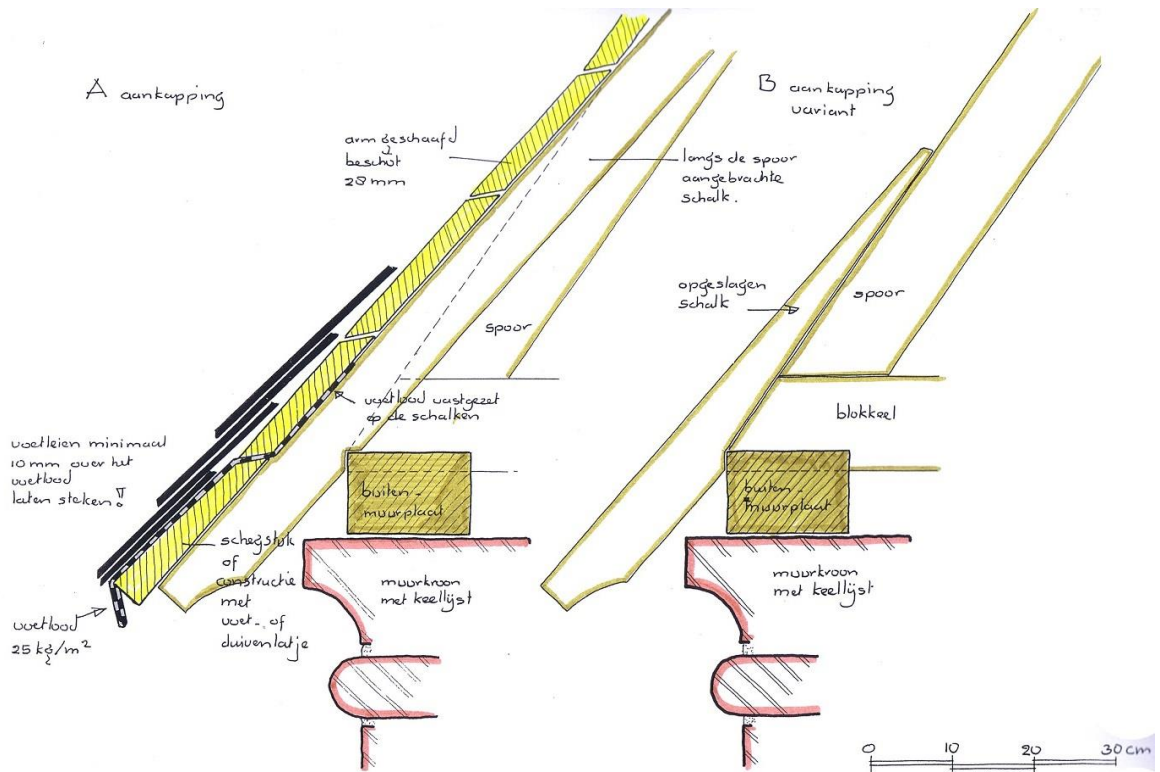 A aankapping
arm geschaafd
beschot
28 mm
langs de spoor
aangebrachte
schalk.
spoor
voetlood vastgezet
op de schalken
voetleien minimaal
10 mm over het
voetlood
laten steken!!
buiten-
muurplaat
schegstuk
of
constructie
met
voet- of
duivenlatje
muurkroon
met keellijst
voetlood
25 kg/m²
B aankapping
variant
opgeslagen
schalk
spoor
blokkeel
buiten-
muurplaat
muurkroon
met keellijst
0 10 20 30 cm